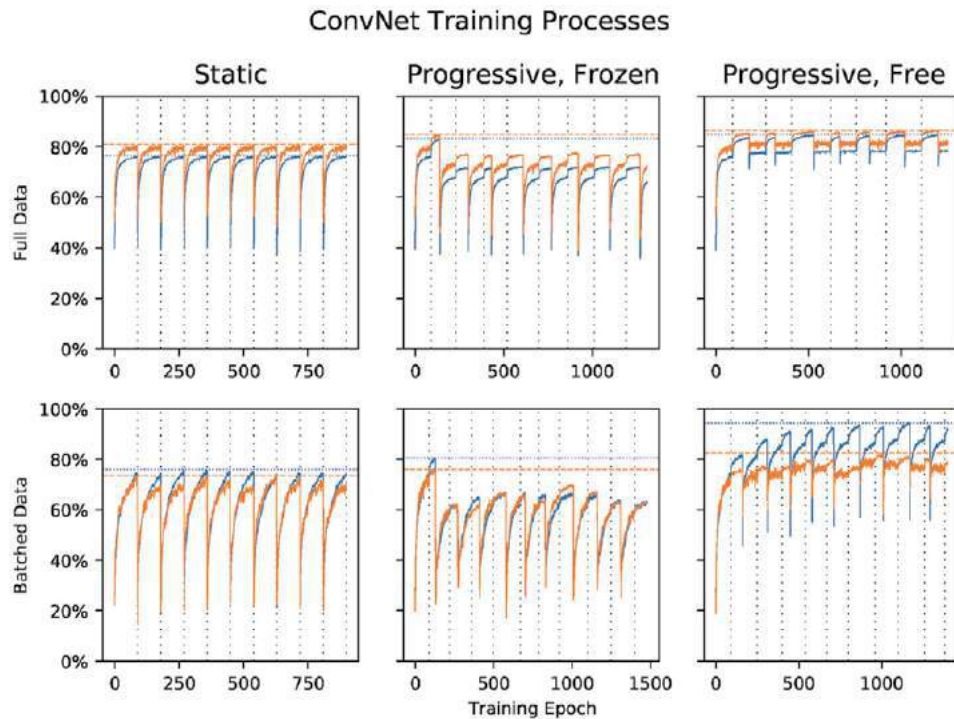 ConvNet Training Processes
Static
Progressive, Frozen
Progressive, Free
Full Data
100%
80%
60%
40%
20%
0%
0 250 500 750
0 500 1000
0 500 1000
Batched Data
100%
80%
60%
40%
20%
0%
0 250 500 750
0 500 1000 1500
0 500 1000
Training Epoch